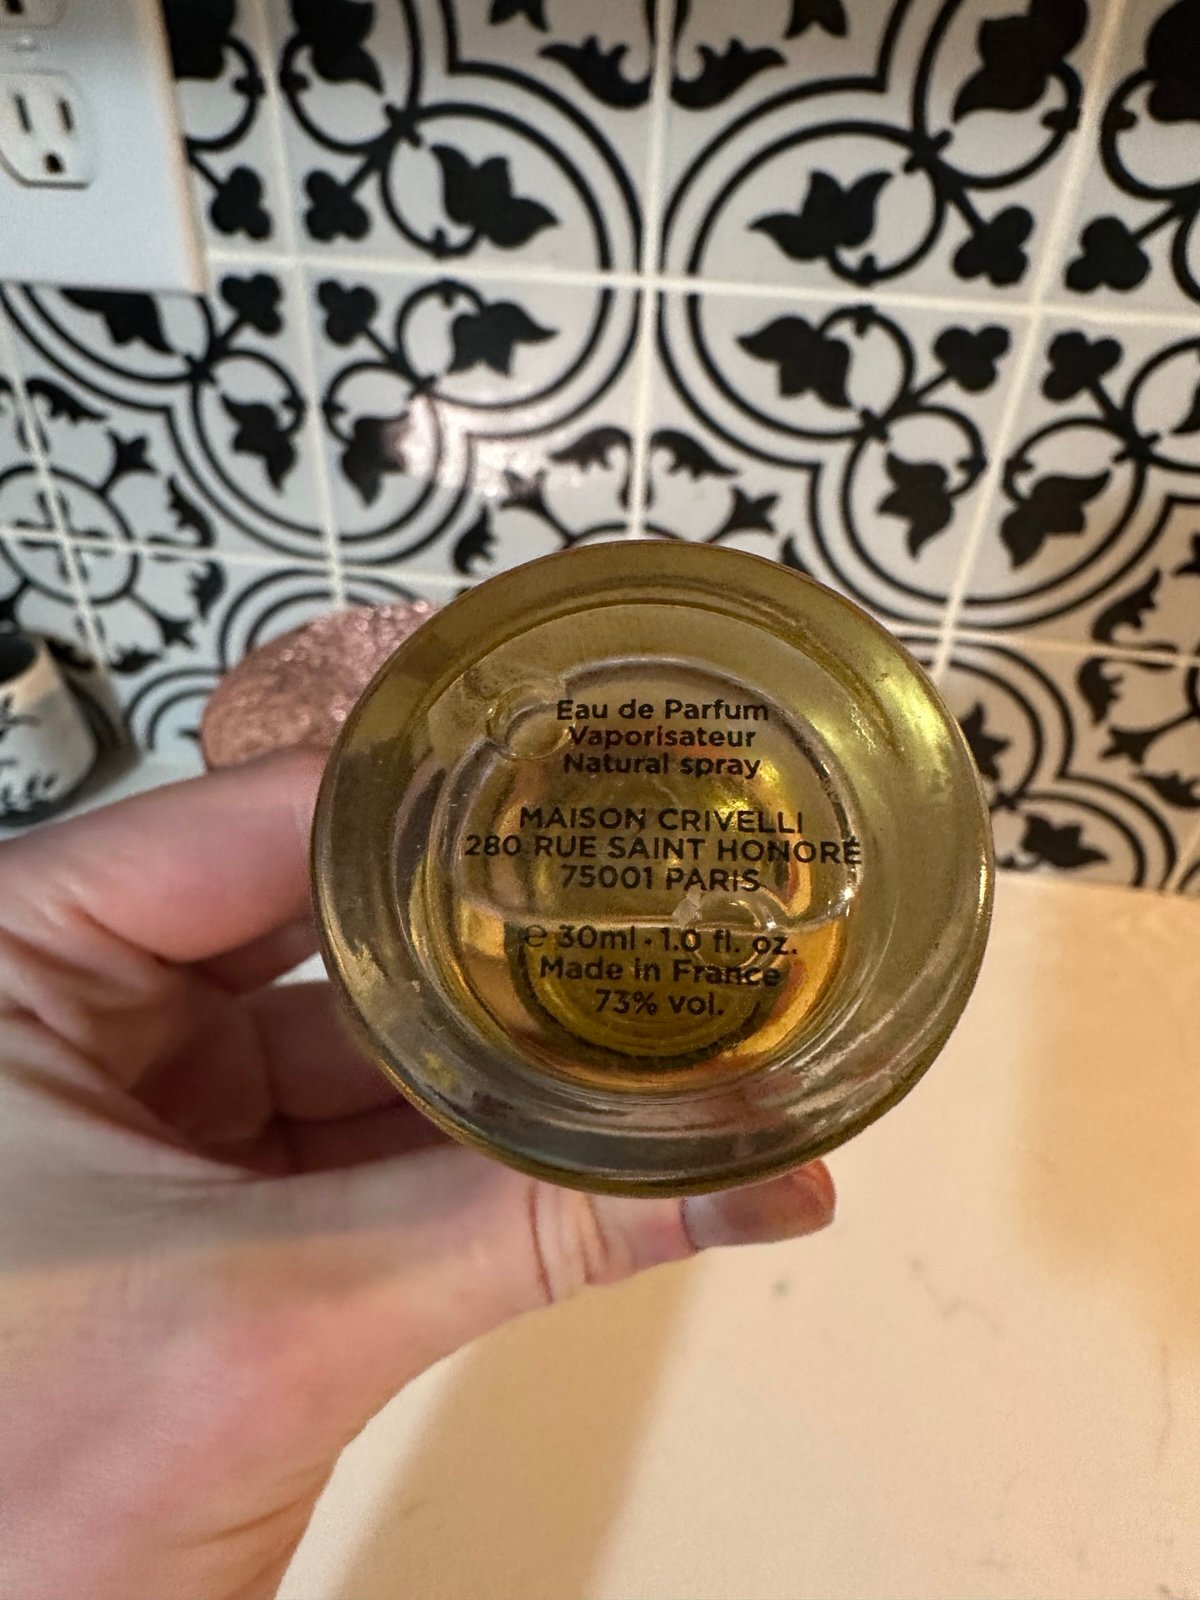 Eau de Parfum
Vaporisateur
Natural spray
MAISON CRIVELLI
280 RUE SAINT HONORÉ
75001 PARIS
℮ 30ml · 1.0 fl. oz.
Made in France
73% vol.